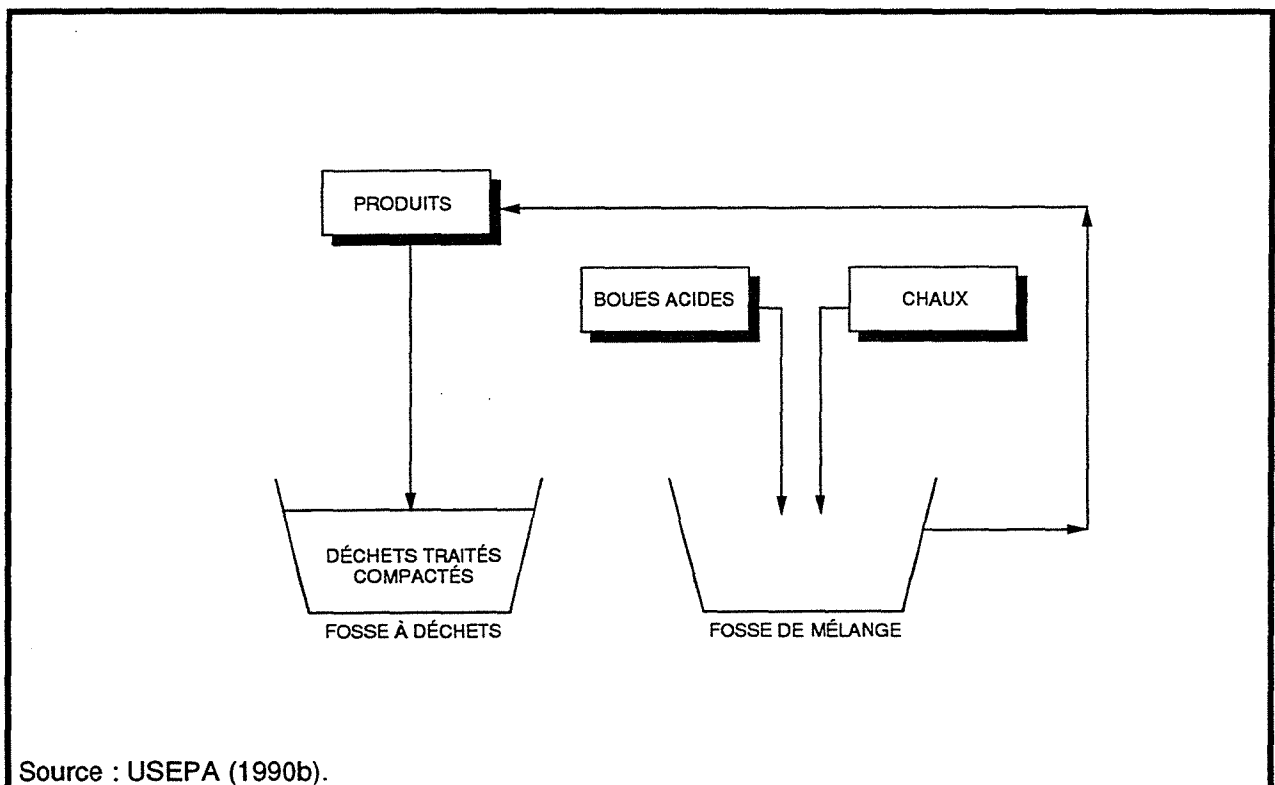 PRODUITS
BOUES ACIDES
CHAUX
DÉCHETS TRAITÉS
COMPACTÉS
FOSSE À DÉCHETS
FOSSE DE MÉLANGE
Source : USEPA (1990b).